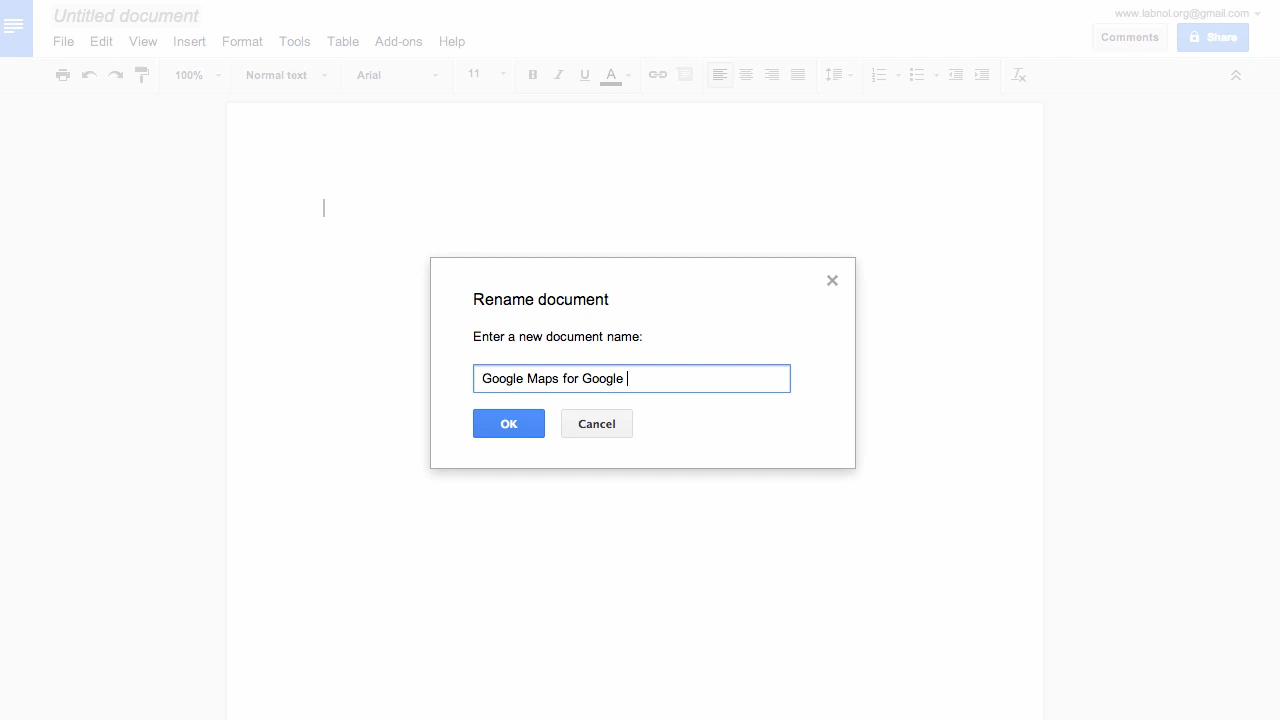 Untitled document
www.labnol.org@gmail.com
File Edit View Insert Format Tools Table Add-ons Help
Comments Share
100% Normal text Arial 11 B I U A
Rename document
Enter a new document name:
Google Maps for Google
OK Cancel